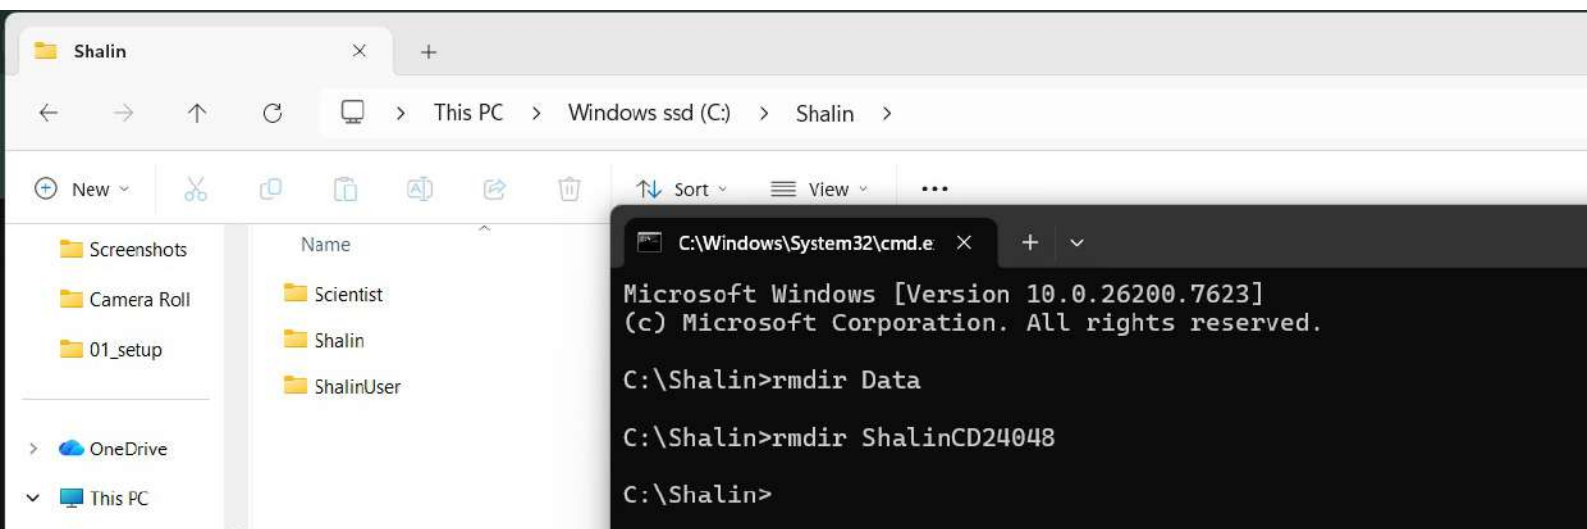 Shalin
This PC > Windows ssd (C:) > Shalin >
New Sort View ...
Screenshots
Camera Roll
01_setup
OneDrive
This PC
Name
Scientist
Shalin
ShalinUser
C:\Windows\System32\cmd.e
Microsoft Windows [Version 10.0.26200.7623]
(c) Microsoft Corporation. All rights reserved.
C:\Shalin>rmdir Data
C:\Shalin>rmdir ShalinCD24048
C:\Shalin>